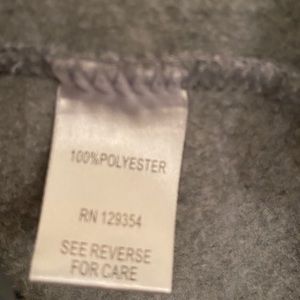 100%POLYESTER
RN 129354
SEE REVERSE
FOR CARE